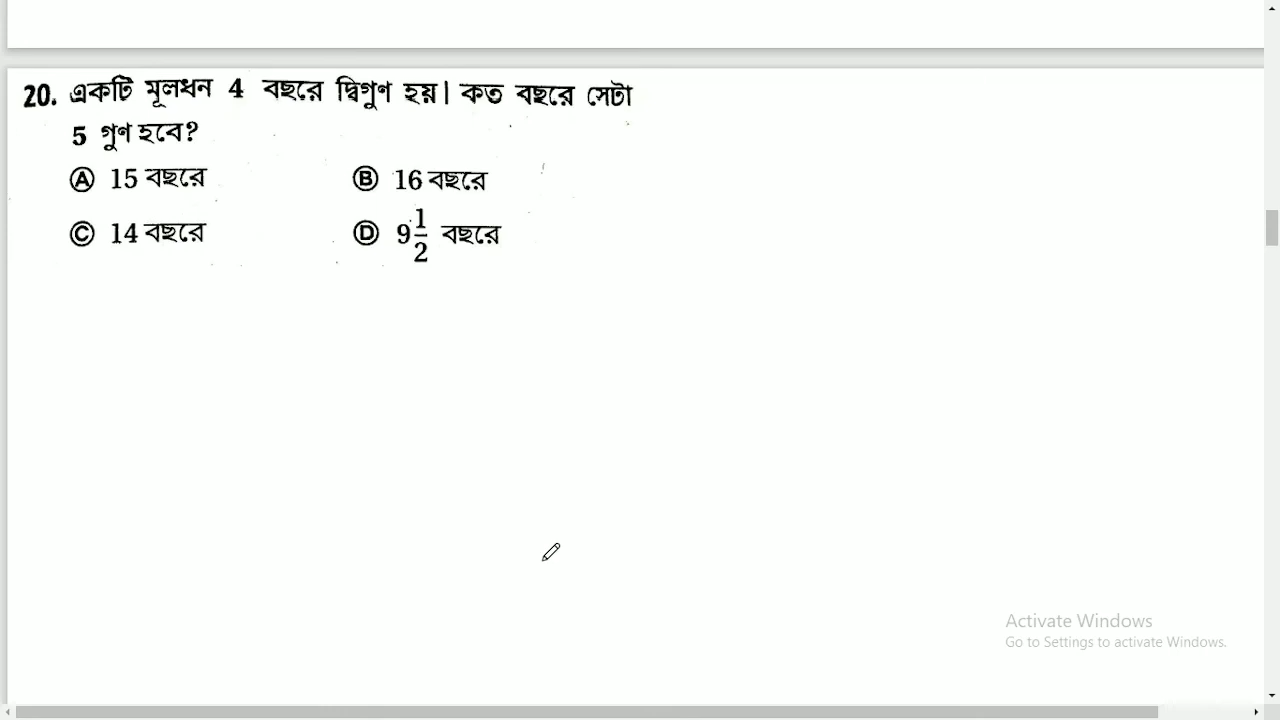 20. একটি মূলধন 4 বছরে দ্বিগুণ হয়। কত বছরে সেটা
5 গুণ হবে?
Ⓐ 15 বছরে Ⓑ 16 বছরে
Ⓒ 14 বছরে Ⓓ 9 1/2 বছরে
Activate Windows
Go to Settings to activate Windows.